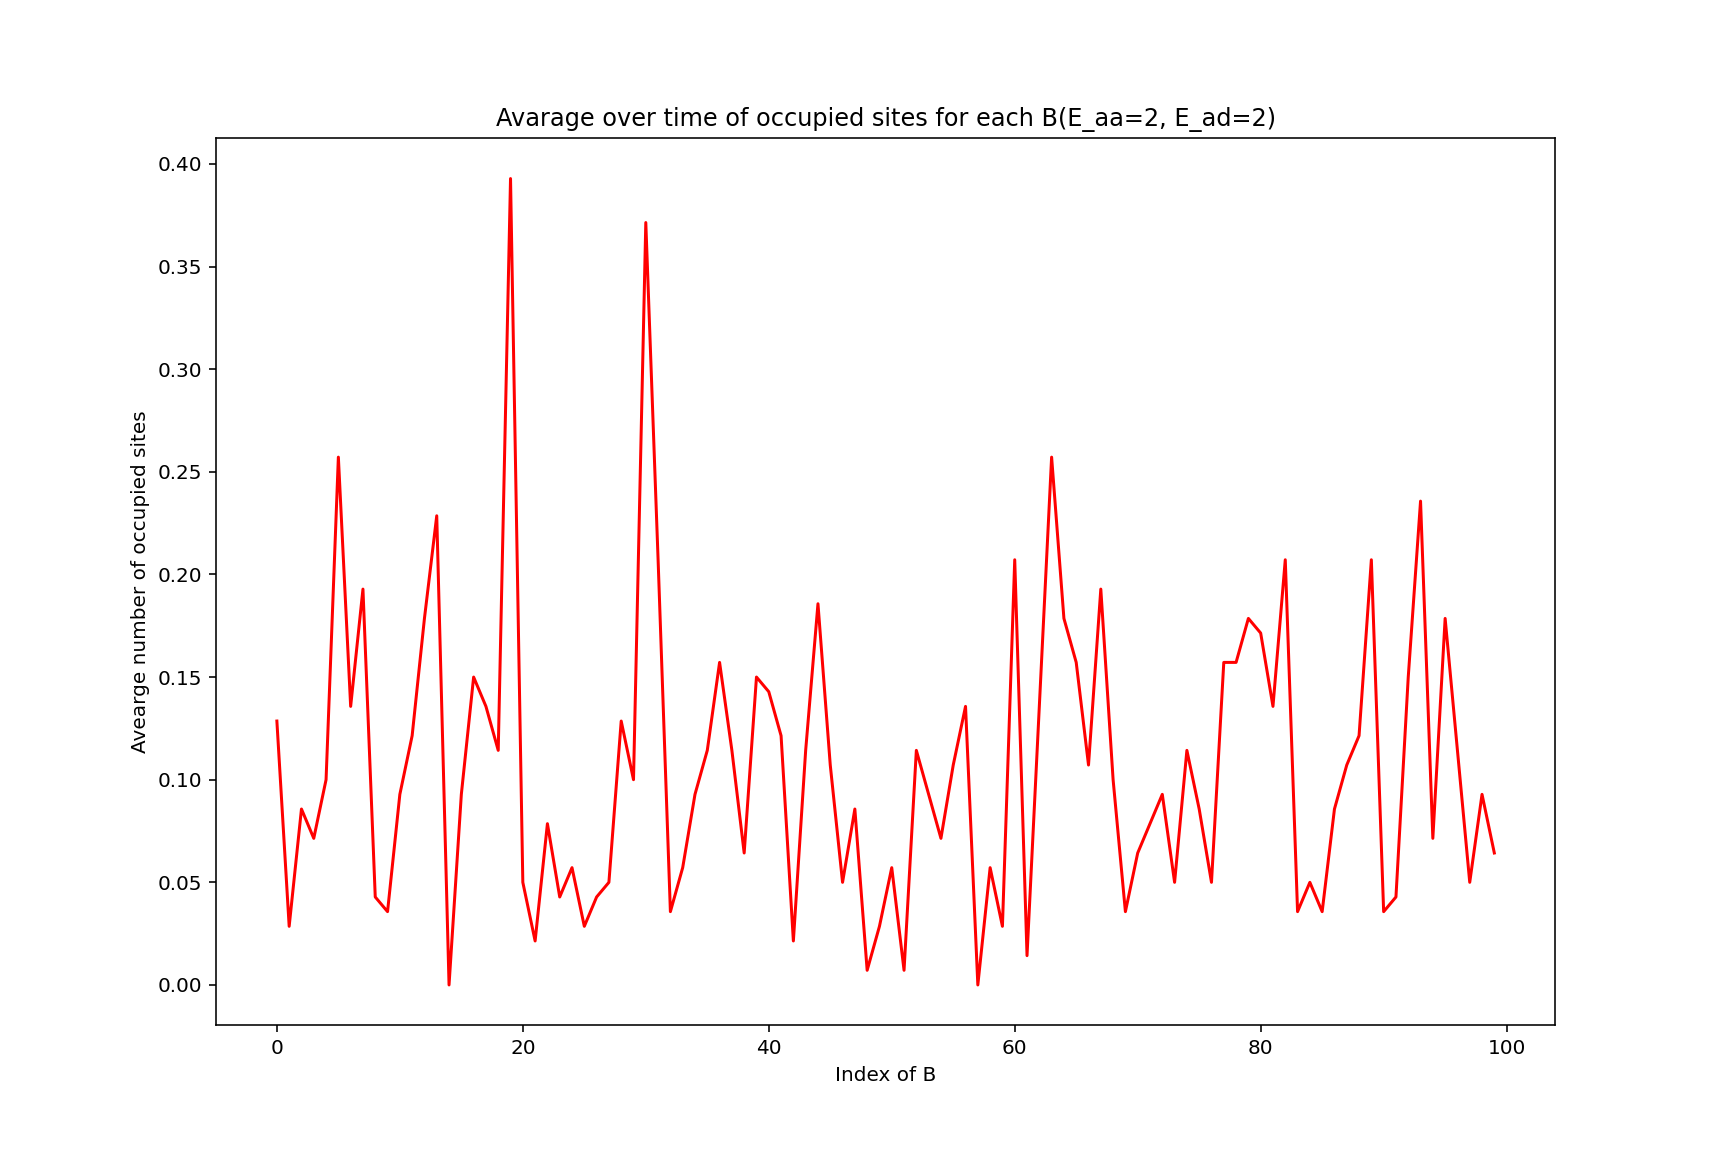 Avarage over time of occupied sites for each B(E_aa=2, E_ad=2)
0.40
0.35
0.30
0.25
0.20
0.15
0.10
0.05
0.00
Avearge number of occupied sites
0 20 40 60 80 100
Index of B